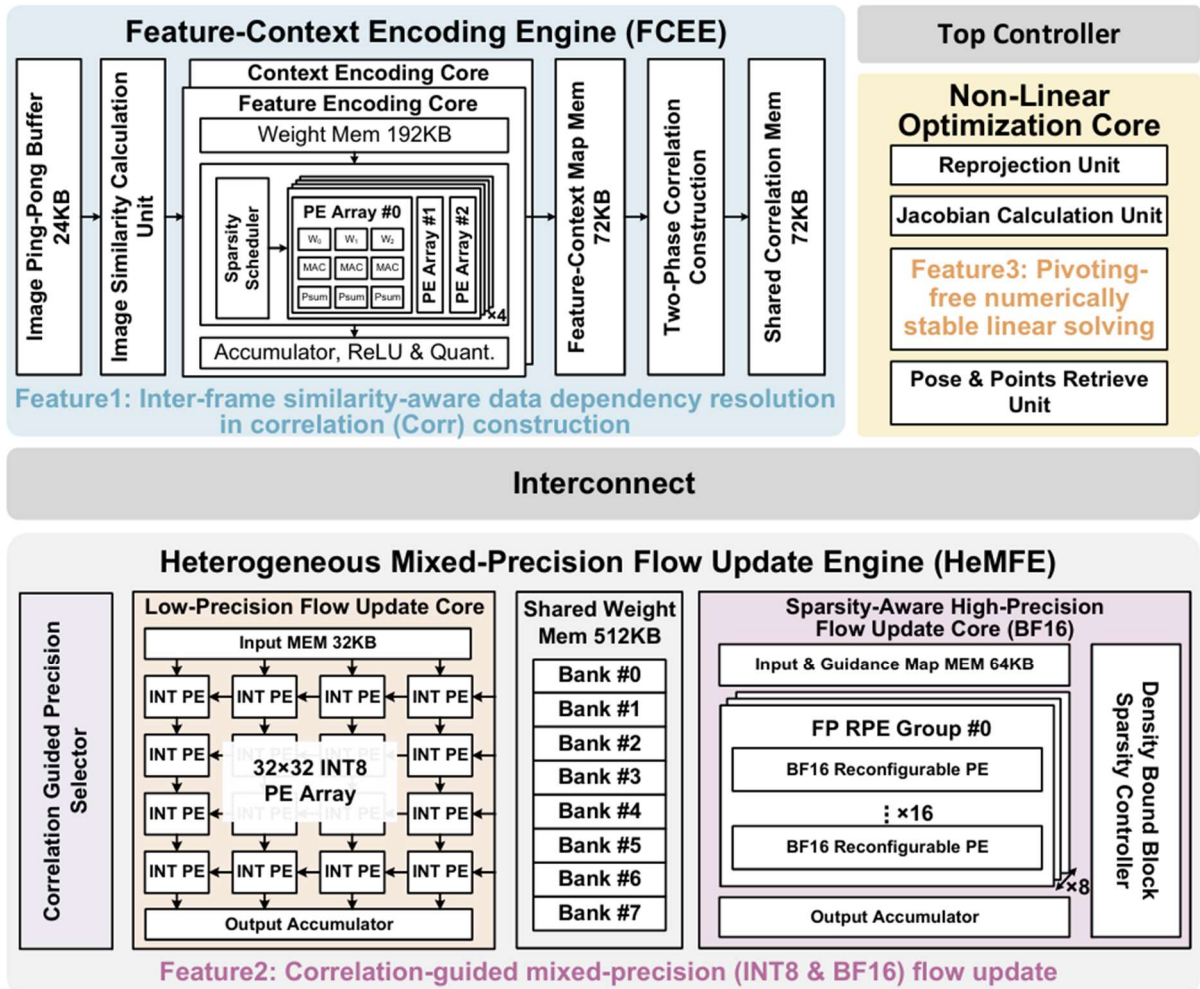 Feature-Context Encoding Engine (FCEE)
Image Ping-Pong Buffer
24KB
Image Similarity Calculation
Unit
Context Encoding Core
Feature Encoding Core
Weight Mem 192KB
Sparsity
Scheduler
PE Array #0
W₀ W₁ W₂
MAC MAC MAC
Psum Psum Psum
PE Array #1
PE Array #2
×4
Accumulator, ReLU & Quant.
Feature-Context Map Mem
72KB
Two-Phase Correlation
Construction
Shared Correlation Mem
72KB
Feature1: Inter-frame similarity-aware data dependency resolution
in correlation (Corr) construction
Top Controller
Non-Linear
Optimization Core
Reprojection Unit
Jacobian Calculation Unit
Feature3: Pivoting-
free numerically
stable linear solving
Pose & Points Retrieve
Unit
Interconnect
Heterogeneous Mixed-Precision Flow Update Engine (HeMFE)
Correlation Guided Precision
Selector
Low-Precision Flow Update Core
Input MEM 32KB
INT PE INT PE INT PE INT PE
INT PE INT PE INT PE INT PE
32×32 INT8
PE Array
INT PE INT PE INT PE INT PE
INT PE INT PE INT PE INT PE
Output Accumulator
Shared Weight
Mem 512KB
Bank #0
Bank #1
Bank #2
Bank #3
Bank #4
Bank #5
Bank #6
Bank #7
Sparsity-Aware High-Precision
Flow Update Core (BF16)
Input & Guidance Map MEM 64KB
FP RPE Group #0
BF16 Reconfigurable PE
⋮ ×16
BF16 Reconfigurable PE
×8
Output Accumulator
Density Bound Block
Sparsity Controller
Feature2: Correlation-guided mixed-precision (INT8 & BF16) flow update